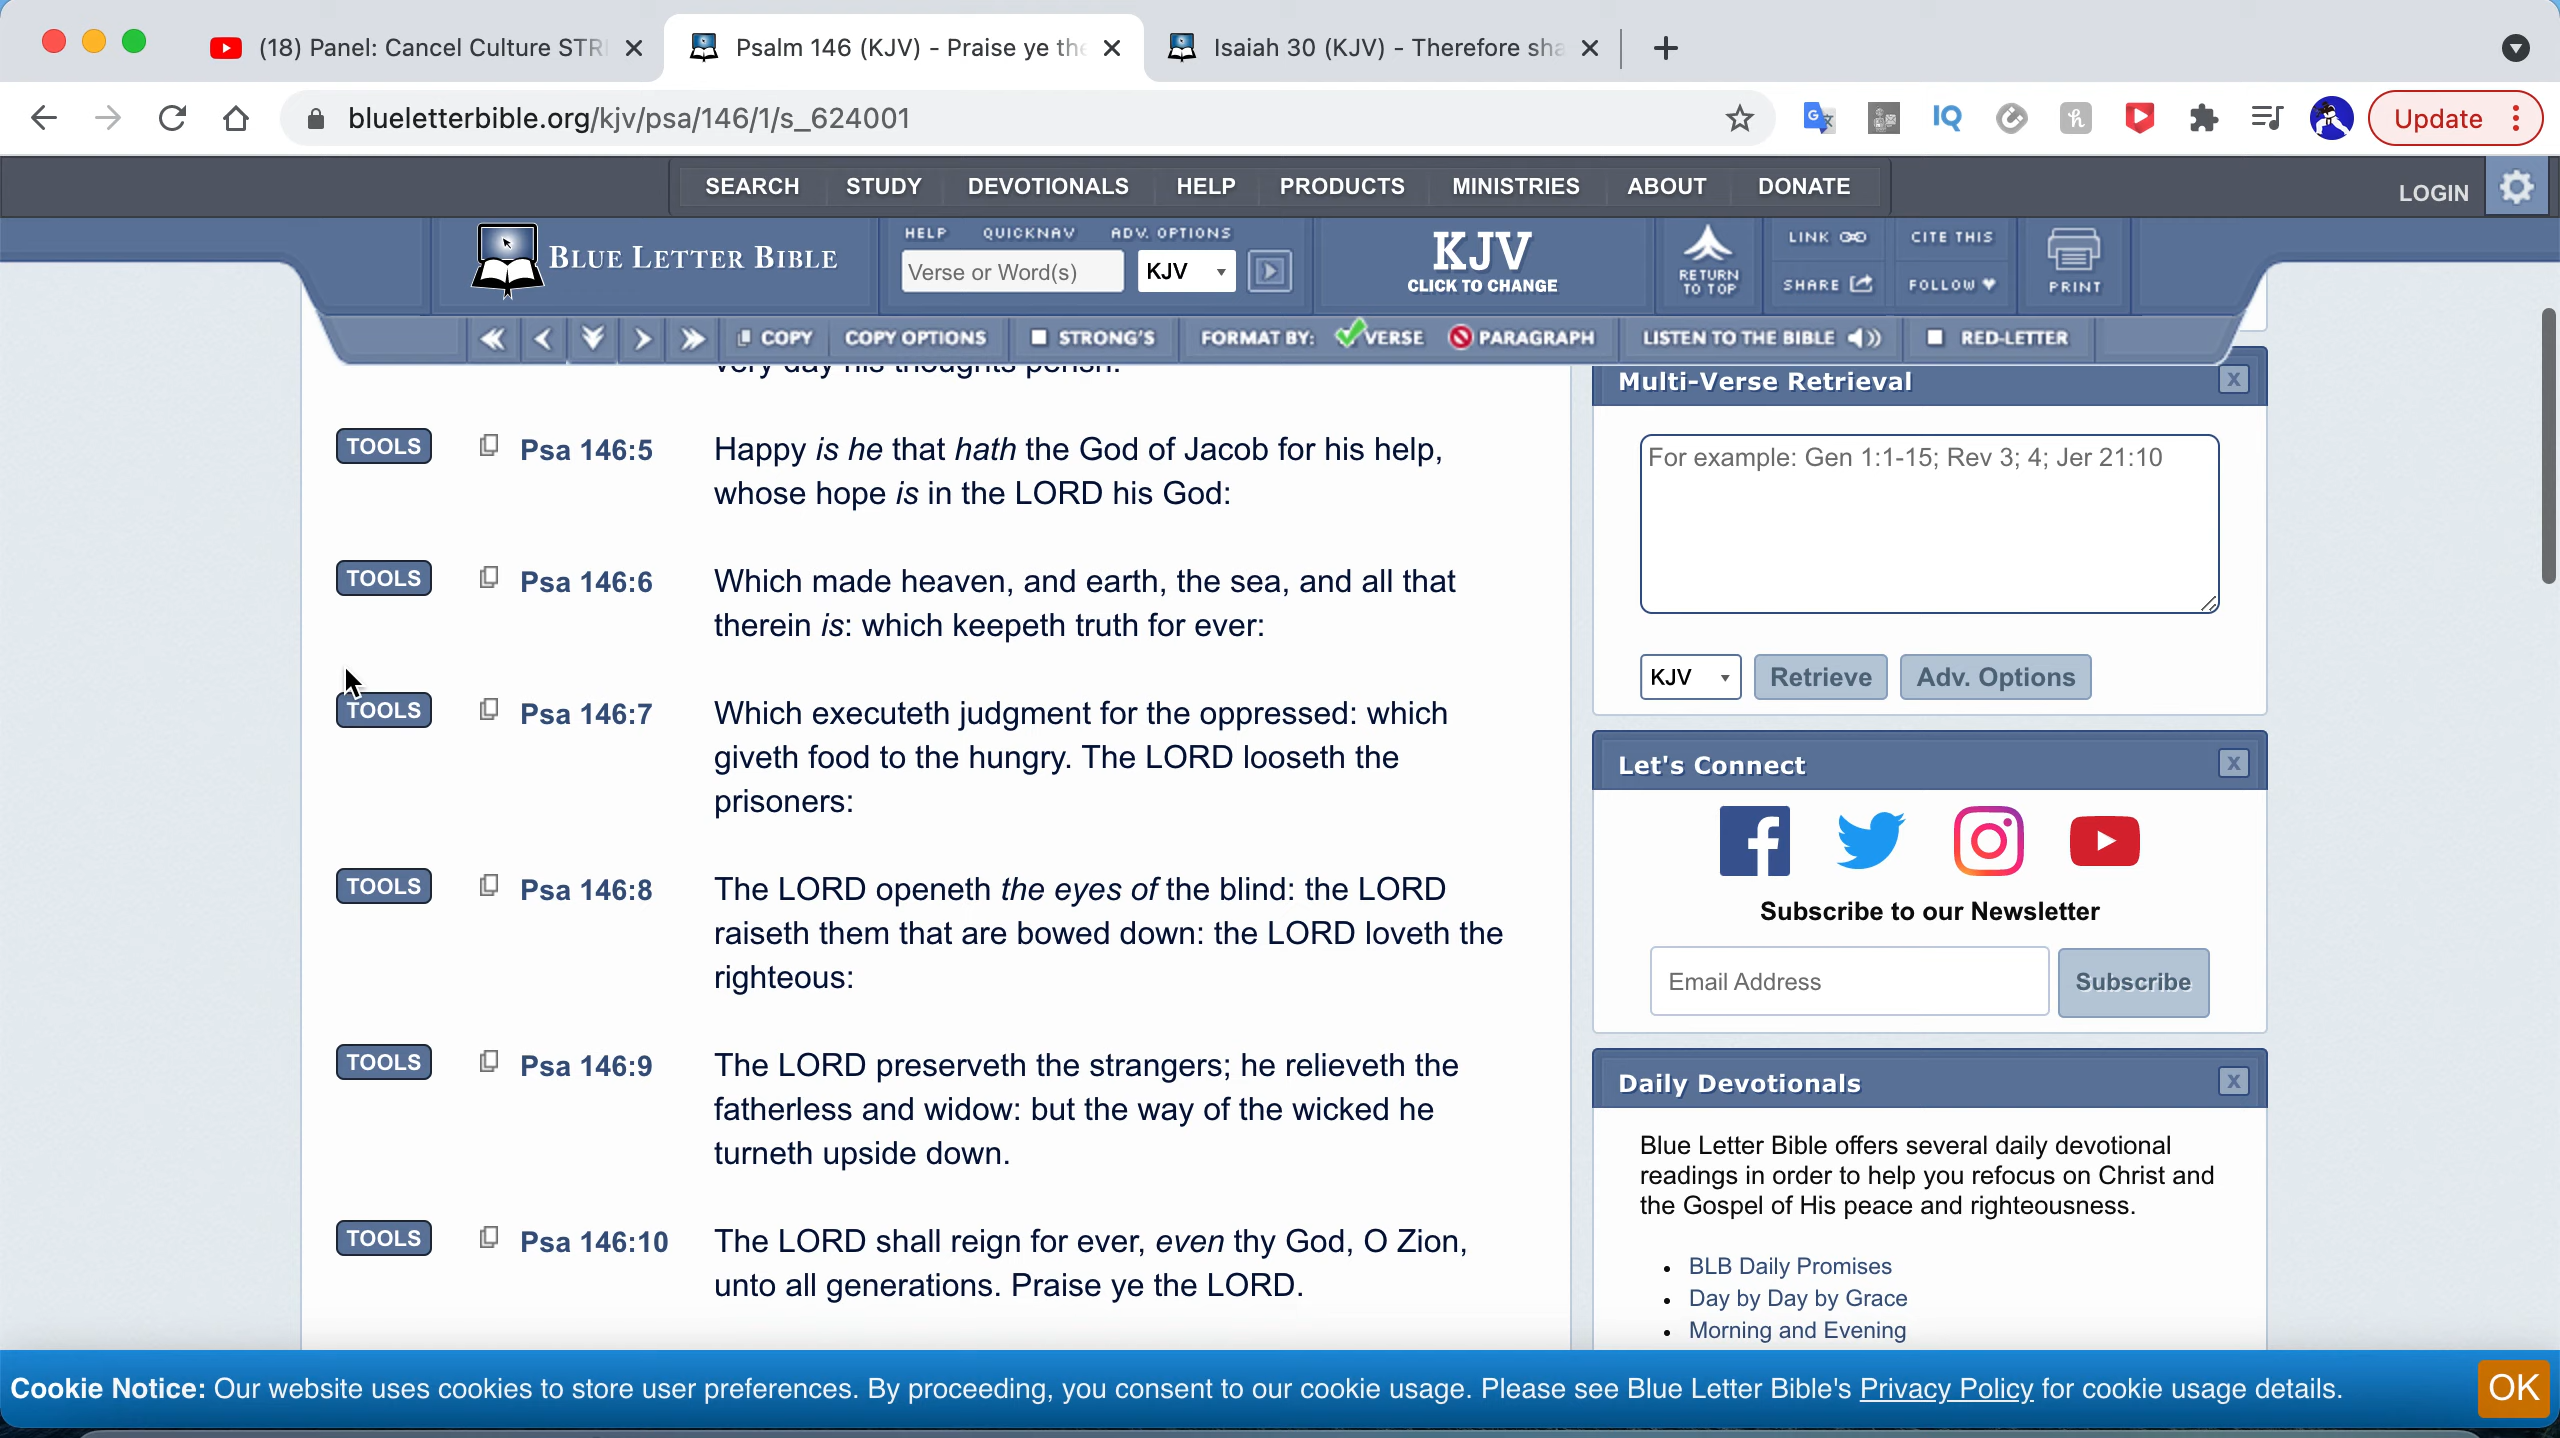 (18) Panel: Cancel Culture STRI
Psalm 146 (KJV) - Praise ye the
Isaiah 30 (KJV) - Therefore sha
blueletterbible.org/kjv/psa/146/1/s_624001
Update
SEARCH STUDY DEVOTIONALS HELP PRODUCTS MINISTRIES ABOUT DONATE
LOGIN
BLUE LETTER BIBLE
HELP QUICKNAV ADV. OPTIONS
Verse or Word(s)
KJV
KJV
CLICK TO CHANGE
RETURN
TO TOP
LINK
CITE THIS
SHARE
FOLLOW
PRINT
COPY COPY OPTIONS STRONG'S FORMAT BY: VERSE PARAGRAPH LISTEN TO THE BIBLE RED-LETTER
very day his thoughts perish.
TOOLS Psa 146:5 Happy is he that hath the God of Jacob for his help,
whose hope is in the LORD his God:
TOOLS Psa 146:6 Which made heaven, and earth, the sea, and all that
therein is: which keepeth truth for ever:
TOOLS Psa 146:7 Which executeth judgment for the oppressed: which
giveth food to the hungry. The LORD looseth the
prisoners:
TOOLS Psa 146:8 The LORD openeth the eyes of the blind: the LORD
raiseth them that are bowed down: the LORD loveth the
righteous:
TOOLS Psa 146:9 The LORD preserveth the strangers; he relieveth the
fatherless and widow: but the way of the wicked he
turneth upside down.
TOOLS Psa 146:10 The LORD shall reign for ever, even thy God, O Zion,
unto all generations. Praise ye the LORD.
Multi-Verse Retrieval X
For example: Gen 1:1-15; Rev 3; 4; Jer 21:10
KJV Retrieve Adv. Options
Let's Connect X
Subscribe to our Newsletter
Email Address Subscribe
Daily Devotionals X
Blue Letter Bible offers several daily devotional
readings in order to help you refocus on Christ and
the Gospel of His peace and righteousness.
• BLB Daily Promises
• Day by Day by Grace
• Morning and Evening
Cookie Notice: Our website uses cookies to store user preferences. By proceeding, you consent to our cookie usage. Please see Blue Letter Bible's Privacy Policy for cookie usage details.
OK